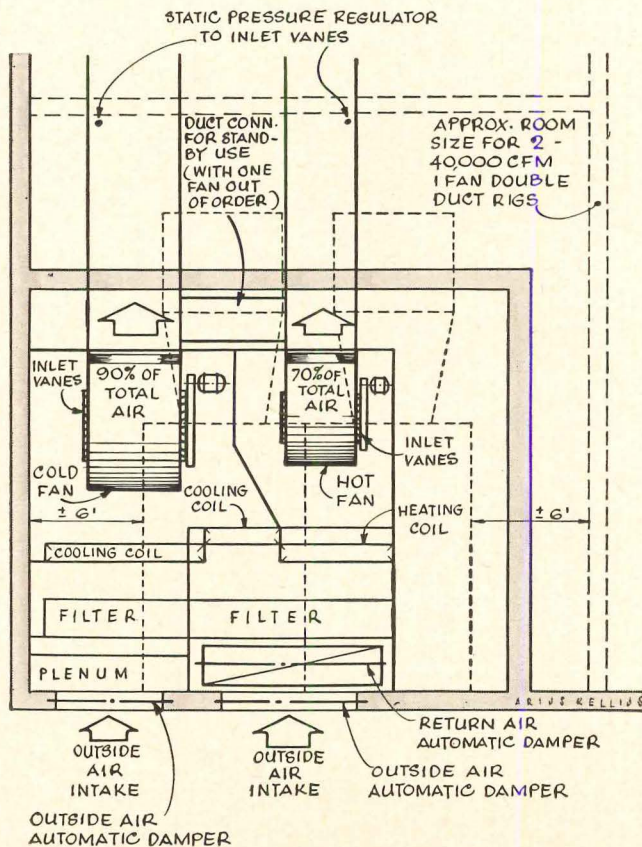 STATIC PRESSURE REGULATOR
TO INLET VANES
DUCT CONN.
FOR STAND-
BY USE
(WITH ONE
FAN OUT
OF ORDER)
APPROX. ROOM
SIZE FOR 2 -
40,000 CFM
1 FAN DOUBLE
DUCT RIGS
INLET
VANES
90% OF
TOTAL
AIR
70% OF
TOTAL
AIR
INLET
VANES
COLD
FAN
HOT
FAN
COOLING
COIL
HEATING
COIL
± 6'
± 6'
COOLING COIL
FILTER
FILTER
PLENUM
ARIUS KELLING
RETURN AIR
AUTOMATIC DAMPER
OUTSIDE
AIR
INTAKE
OUTSIDE
AIR
INTAKE
OUTSIDE AIR
AUTOMATIC DAMPER
OUTSIDE AIR
AUTOMATIC DAMPER